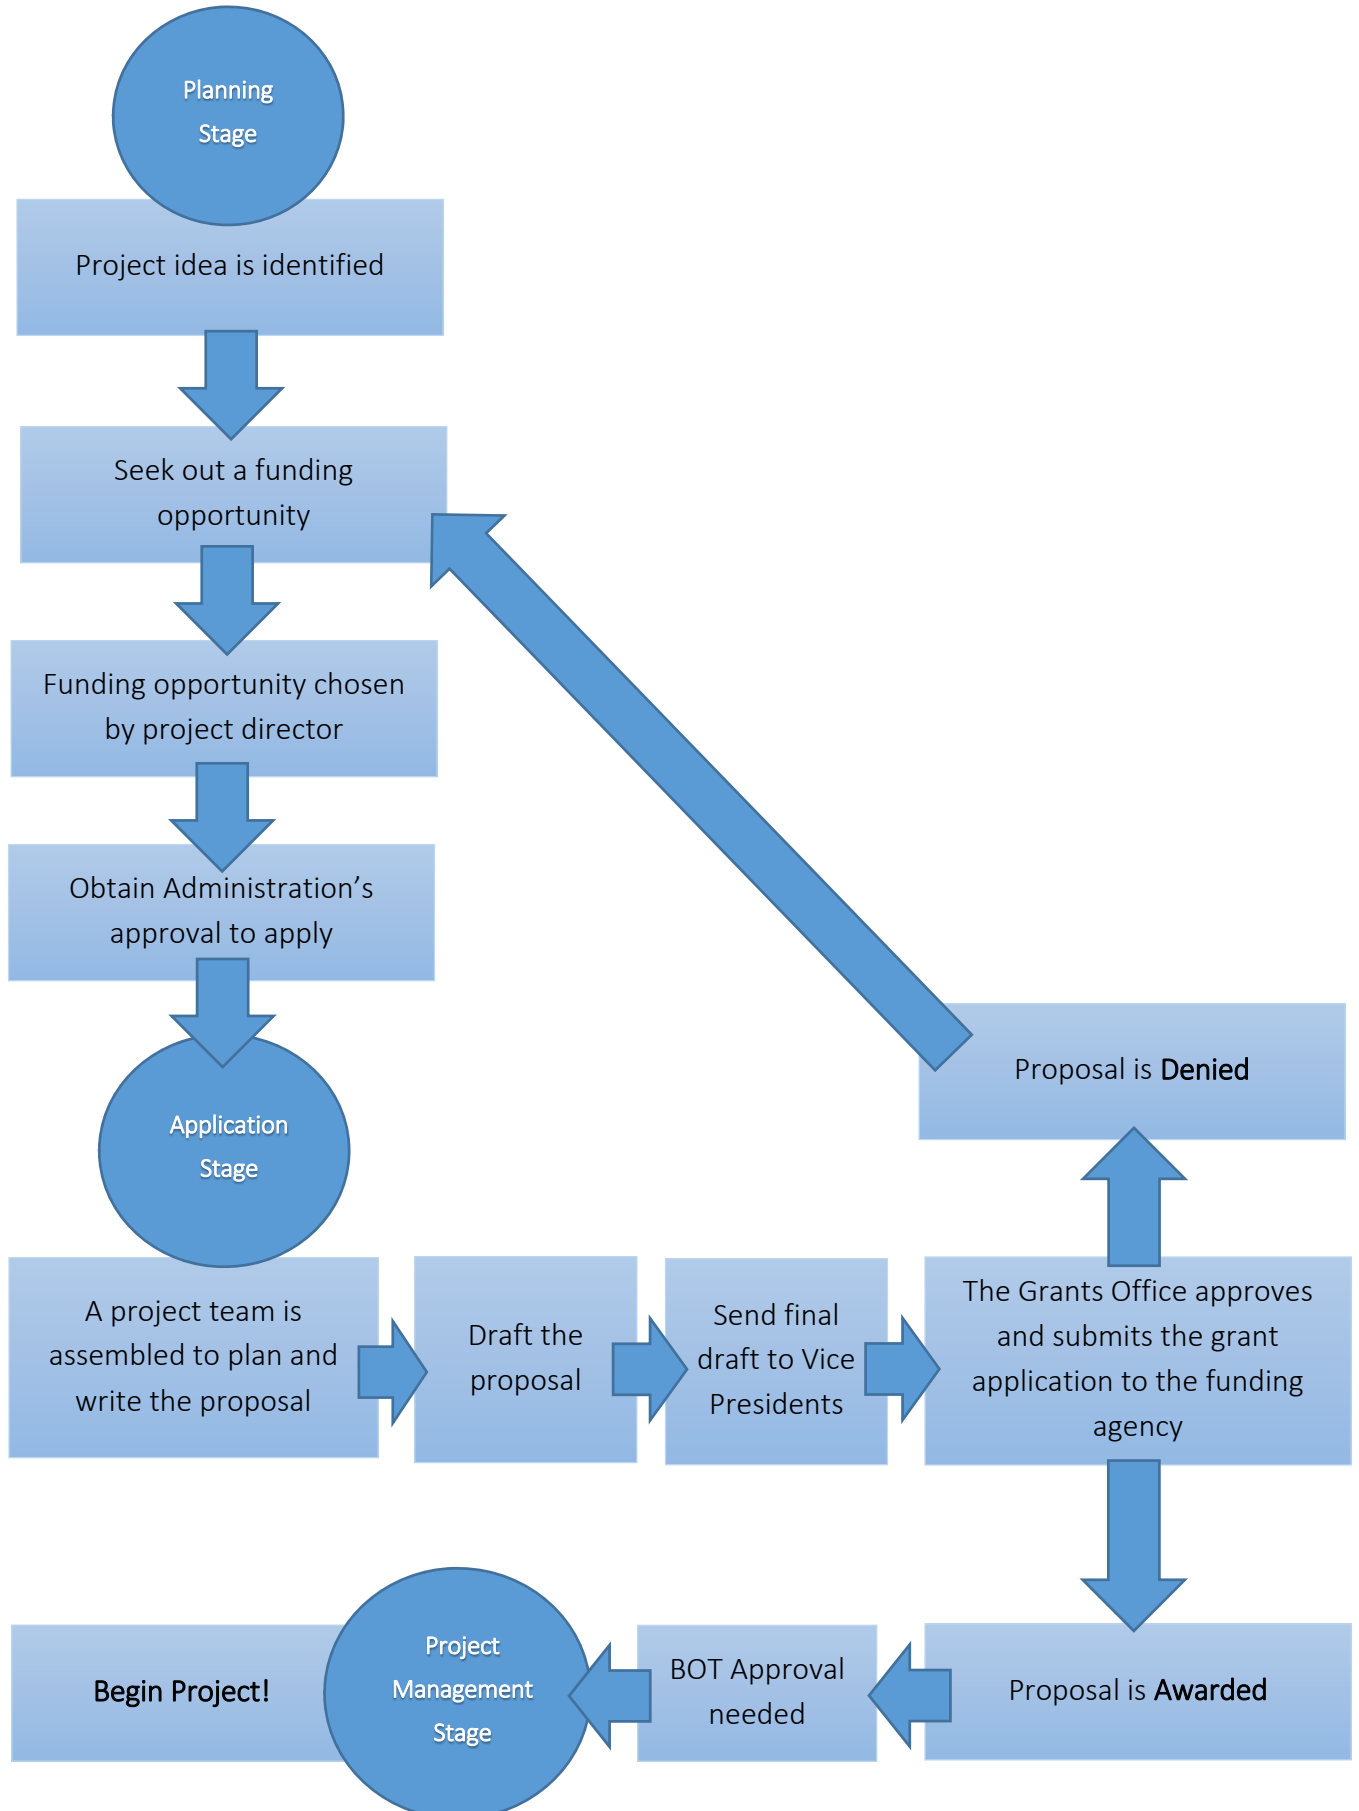 Planning
Stage
Project idea is identified
Seek out a funding
opportunity
Funding opportunity chosen
by project director
Obtain Administration’s
approval to apply
Application
Stage
Proposal is Denied
A project team is
assembled to plan and
write the proposal
Draft the
proposal
Send final
draft to Vice
Presidents
The Grants Office approves
and submits the grant
application to the funding
agency
Proposal is Awarded
BOT Approval
needed
Project
Management
Stage
Begin Project!